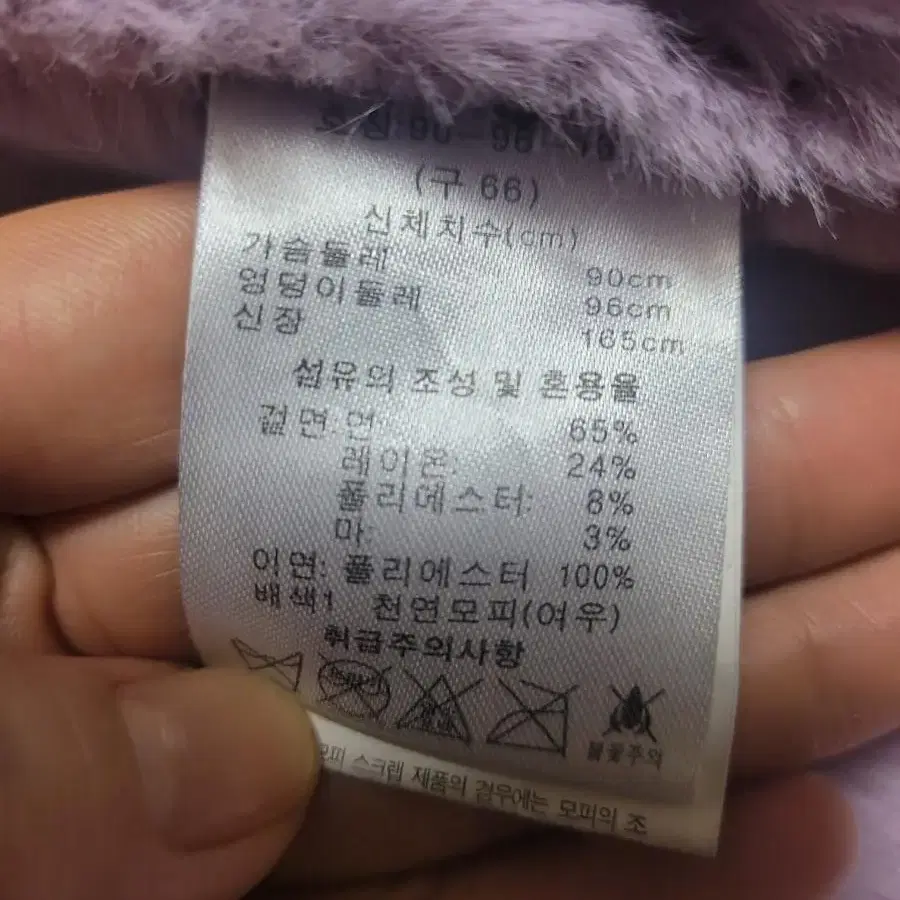 (구 66)
신체치수(cm)
가슴둘레 90cm
엉덩이둘레 96cm
신장 165cm
섬유의 조성 및 혼용율
겉면: 면: 65%
레이온: 24%
폴리에스터: 8%
마: 3%
이면: 폴리에스터 100%
배색1 천연모피(여우)
취급주의사항
불꽃주의
모피 스크랩 제품의 경우에는 모피의 조